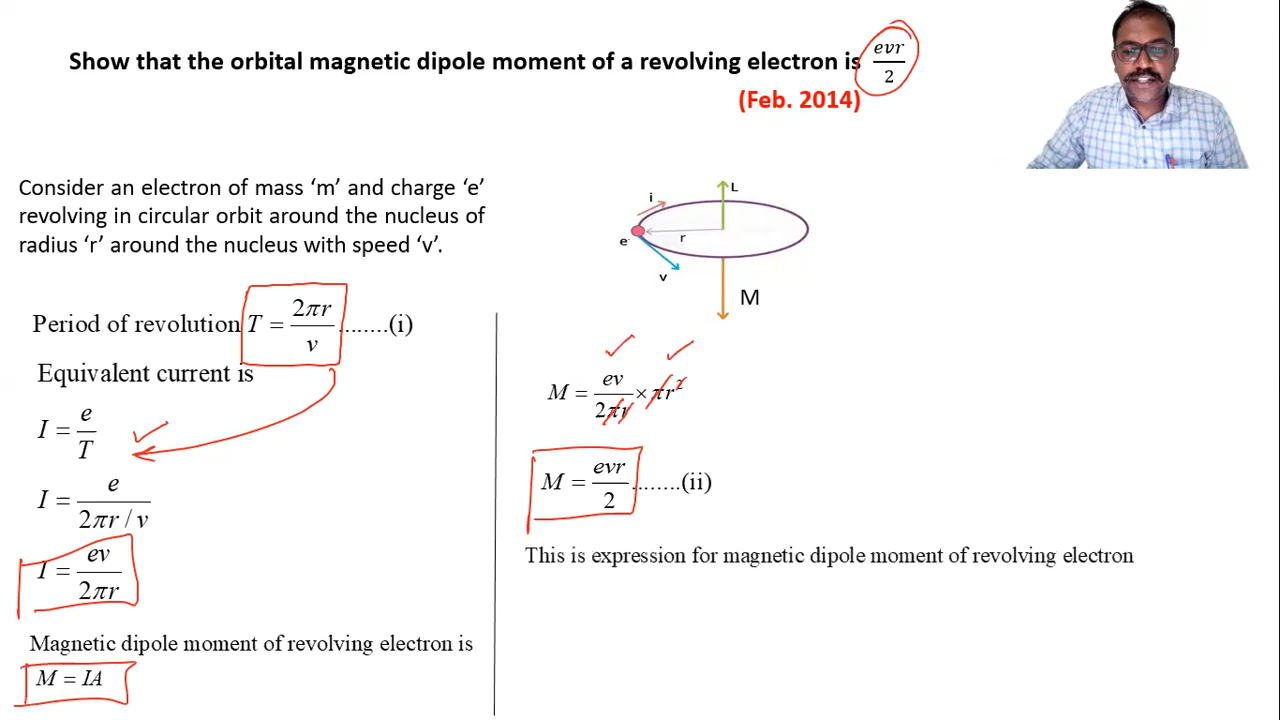 Show that the orbital magnetic dipole moment of a revolving electron is evr/2
(Feb. 2014)
Consider an electron of mass ‘m’ and charge ‘e’
revolving in circular orbit around the nucleus of
radius ‘r’ around the nucleus with speed ‘v’.
Period of revolution T = 2πr/v ........(i)
Equivalent current is
I = e/T
I = e/(2πr / v)
I = ev/2πr
Magnetic dipole moment of revolving electron is
M = IA
L
i
r
e-
v
M
M = ev/2πr × πr²
M = evr/2 ........(ii)
This is expression for magnetic dipole moment of revolving electron